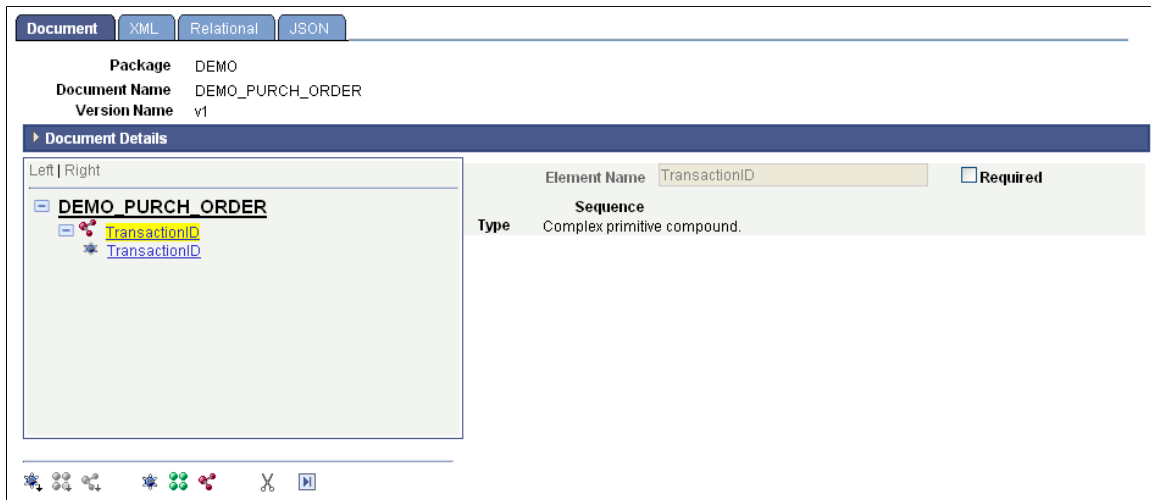 Document XML Relational JSON
Package DEMO
Document Name DEMO_PURCH_ORDER
Version Name v1
Document Details
Left | Right
DEMO_PURCH_ORDER
TransactionID
TransactionID
Element Name TransactionID Required
Sequence
Type Complex primitive compound.